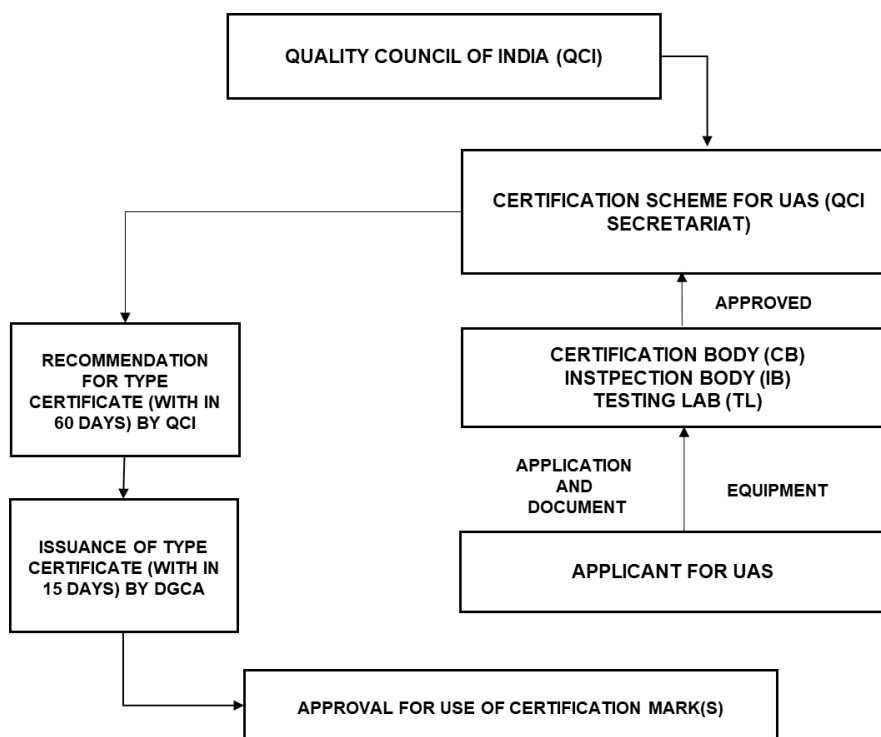 QUALITY COUNCIL OF INDIA (QCI)
CERTIFICATION SCHEME FOR UAS (QCI
SECRETARIAT)
APPROVED
RECOMMENDATION
FOR TYPE
CERTIFICATE (WITH IN
60 DAYS) BY QCI
CERTIFICATION BODY (CB)
INSTPECTION BODY (IB)
TESTING LAB (TL)
APPLICATION
AND
DOCUMENT
EQUIPMENT
ISSUANCE OF TYPE
CERTIFICATE (WITH IN
15 DAYS) BY DGCA
APPLICANT FOR UAS
APPROVAL FOR USE OF CERTIFICATION MARK(S)